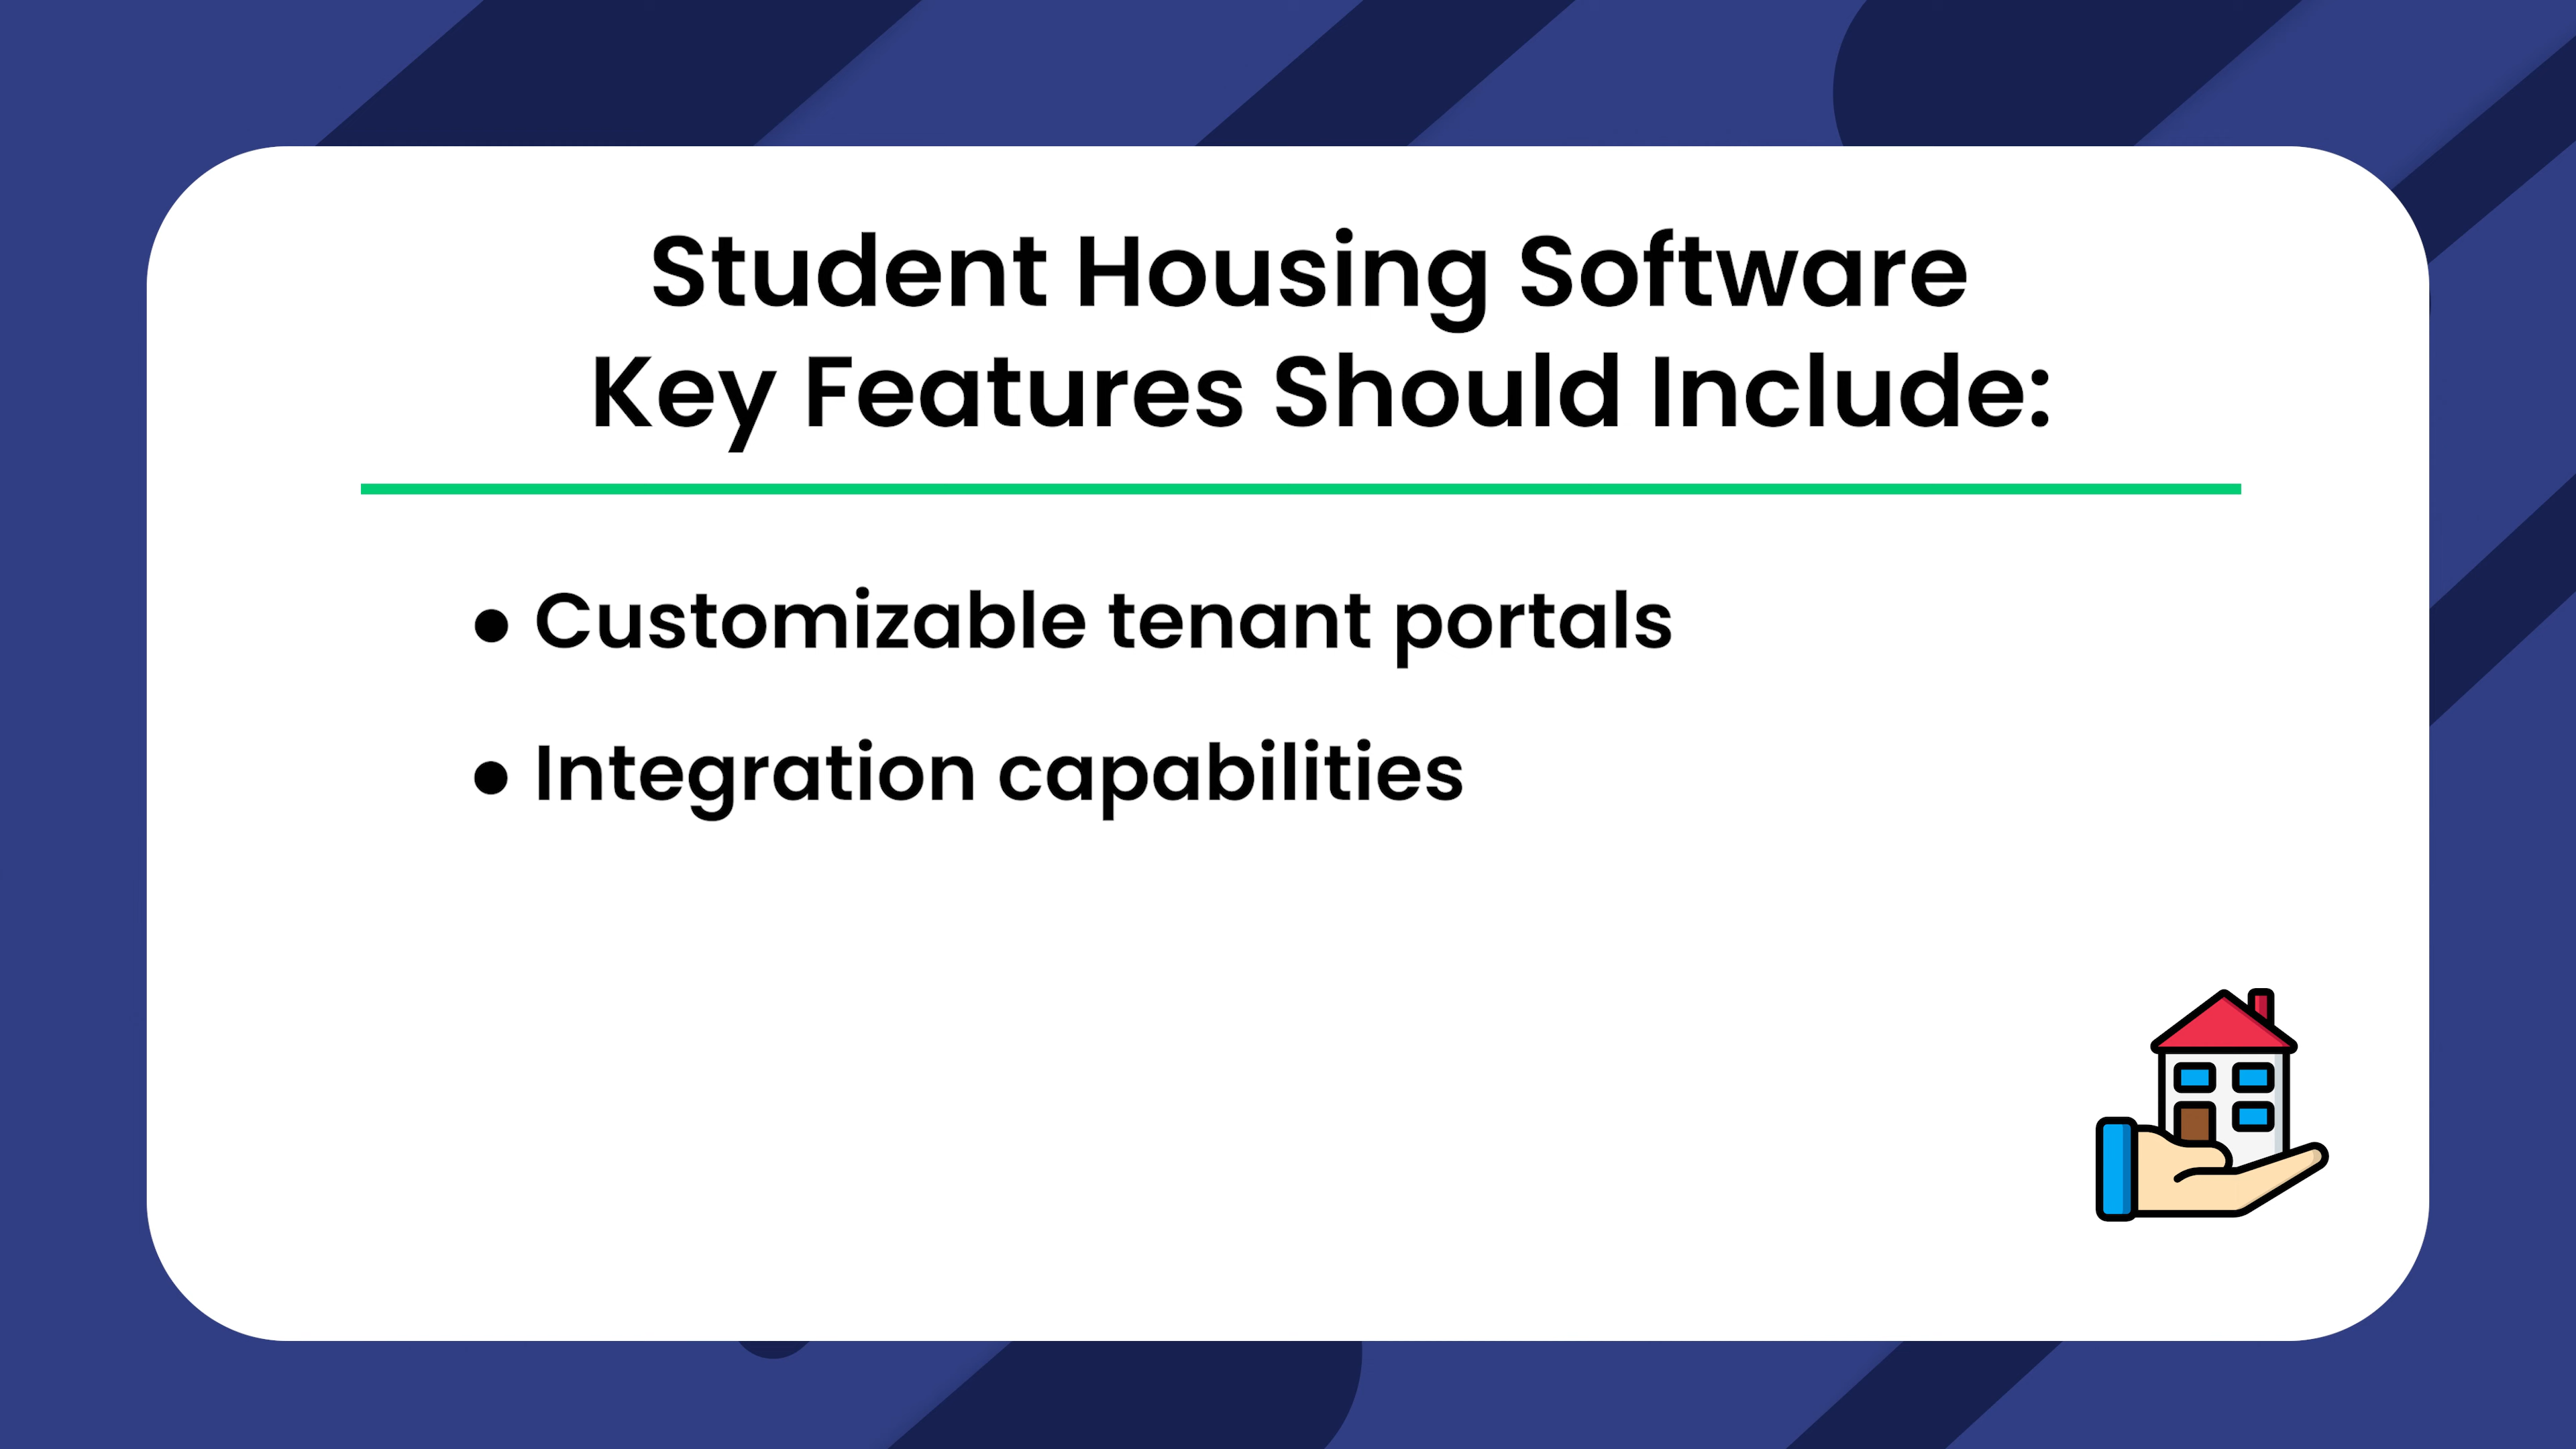 Student Housing Software
Key Features Should Include:
• Customizable tenant portals
• Integration capabilities